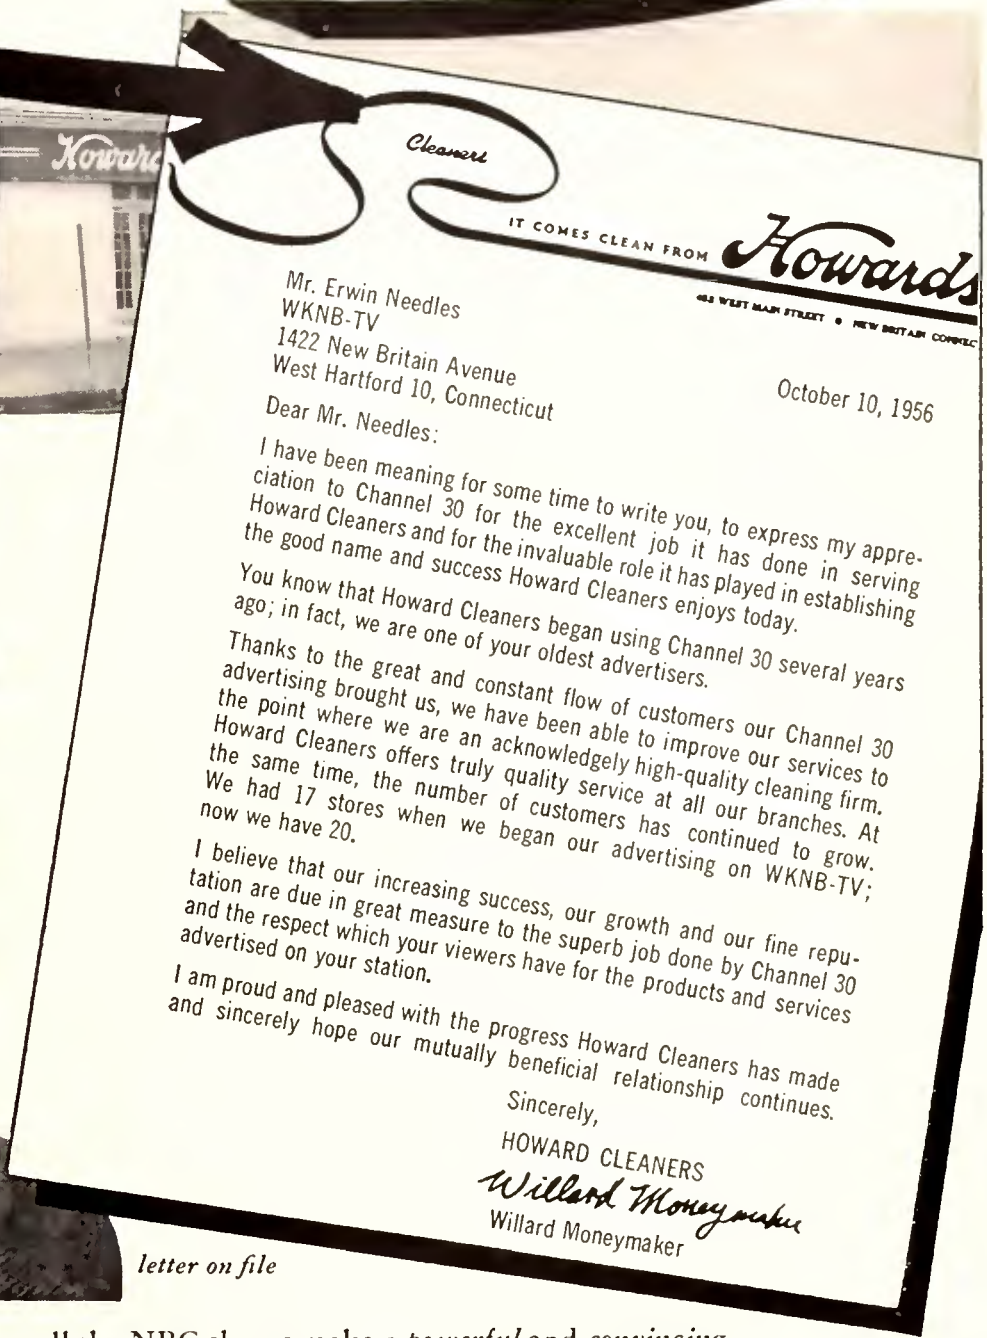 Howard
Cleaners
IT COMES CLEAN FROM Howards
WEST MAIN STREET • NEW BRITAIN CONNEC
Mr. Erwin Needles
WKNB-TV
1422 New Britain Avenue
West Hartford 10, Connecticut
October 10, 1956
Dear Mr. Needles:
I have been meaning for some time to write you, to express my appre-
ciation to Channel 30 for the excellent job it has done in serving
Howard Cleaners and for the invaluable role it has played in establishing
the good name and success Howard Cleaners enjoys today.
You know that Howard Cleaners began using Channel 30 several years
ago; in fact, we are one of your oldest advertisers.
Thanks to the great and constant flow of customers our Channel 30
advertising brought us, we have been able to improve our services to
the point where we are an acknowledgely high-quality cleaning firm.
Howard Cleaners offers truly quality service at all our branches. At
the same time, the number of customers has continued to grow.
We had 17 stores when we began our advertising on WKNB-TV;
now we have 20.
I believe that our increasing success, our growth and our fine repu-
tation are due in great measure to the superb job done by Channel 30
and the respect which your viewers have for the products and services
advertised on your station.
I am proud and pleased with the progress Howard Cleaners has made
and sincerely hope our mutually beneficial relationship continues.
Sincerely,
HOWARD CLEANERS
Willard Moneymaker
Willard Moneymaker
letter on file
NBC make a powerful and convincing